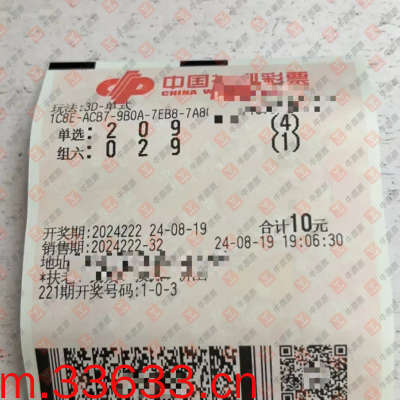 中国福利彩票
CHINA W
玩法:3D-单式
1C8E-ACB7-9B0A-7EB8-7A8
单选: 2 0 9 (4)
组六: 0 2 9 (1)
开奖期:2024222 24-08-19 合计10元
销售期:2024222-32 24-08-19 19:06:30
地址
221期开奖号码:1-0-3
m.33633.cn